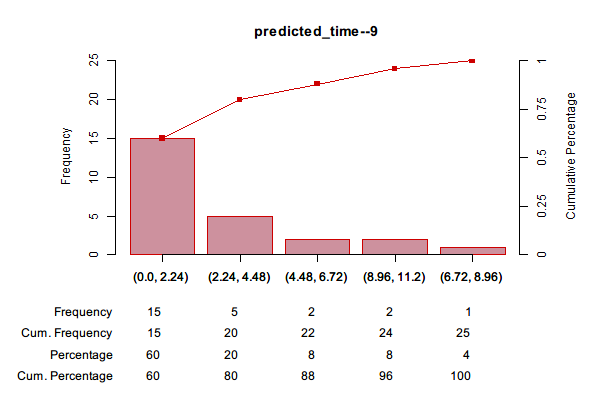 predicted_time--9
25
20
15
10
5
0
Frequency
1
0.75
0.5
0.25
0
Cumulative Percentage
(0.0, 2.24) (2.24, 4.48) (4.48, 6.72) (8.96, 11.2) (6.72, 8.96)
Frequency 15 5 2 2 1
Cum. Frequency 15 20 22 24 25
Percentage 60 20 8 8 4
Cum. Percentage 60 80 88 96 100